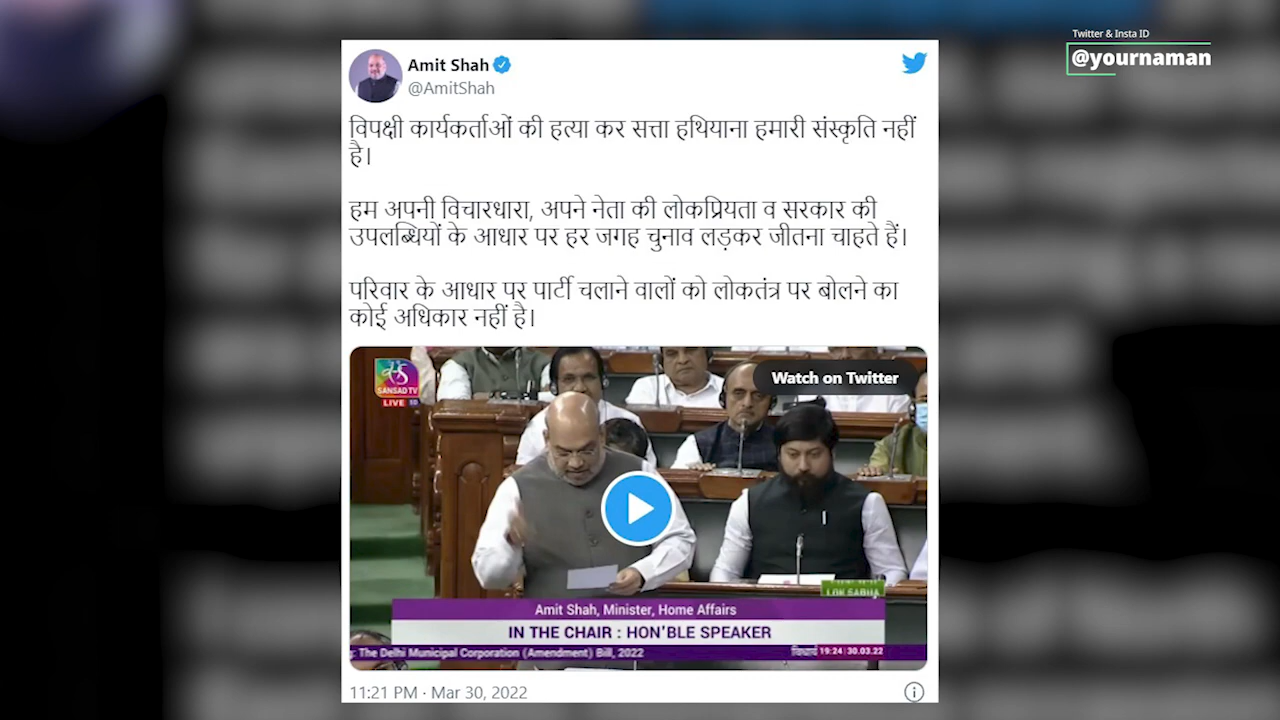 Twitter & Insta ID
@yournaman
Amit Shah
@AmitShah
विपक्षी कार्यकर्ताओं की हत्या कर सत्ता हथियाना हमारी संस्कृति नहीं
है।
हम अपनी विचारधारा, अपने नेता की लोकप्रियता व सरकार की
उपलब्धियों के आधार पर हर जगह चुनाव लड़कर जीतना चाहते हैं।
परिवार के आधार पर पार्टी चलाने वालों को लोकतंत्र पर बोलने का
कोई अधिकार नहीं है।
SANSAD TV
LIVE
Watch on Twitter
LOK SABHA
Amit Shah, Minister, Home Affairs
IN THE CHAIR : HON'BLE SPEAKER
g: The Delhi Municipal Corporation (Amendment) Bill, 2022
19:24 30.03.22
11:21 PM · Mar 30, 2022